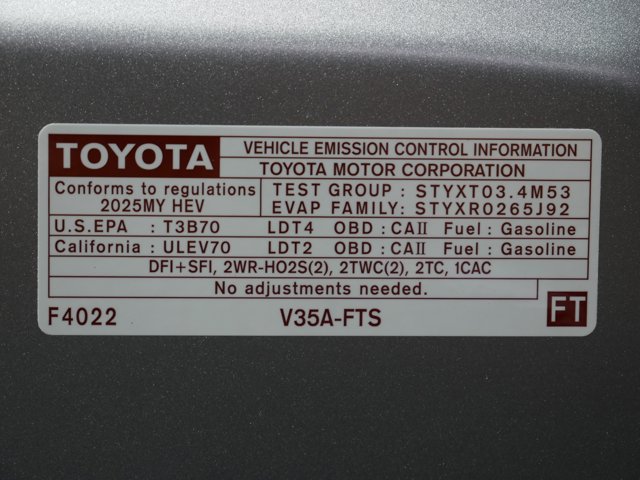 TOYOTA VEHICLE EMISSION CONTROL INFORMATION
TOYOTA MOTOR CORPORATION
Conforms to regulations TEST GROUP : STYXT03.4M53
2025MY HEV EVAP FAMILY: STYXR0265J92
U.S.EPA : T3B70 LDT4 OBD : CAII Fuel : Gasoline
California : ULEV70 LDT2 OBD : CAII Fuel : Gasoline
DFI+SFI, 2WR-HO2S(2), 2TWC(2), 2TC, 1CAC
No adjustments needed.
F4022 V35A-FTS FT